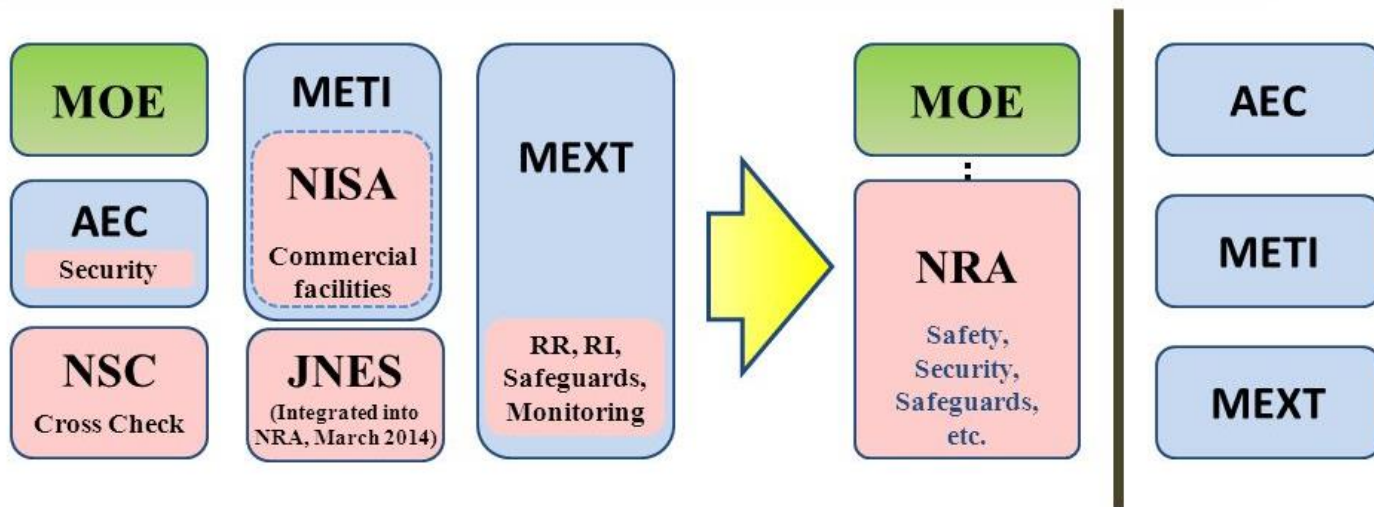 MOE
AEC
Security
NSC
Cross Check
METI
NISA
Commercial
facilities
JNES
(Integrated into
NRA, March 2014)
MEXT
RR, RI,
Safeguards,
Monitoring
MOE
:
NRA
Safety,
Security,
Safeguards,
etc.
AEC
METI
MEXT